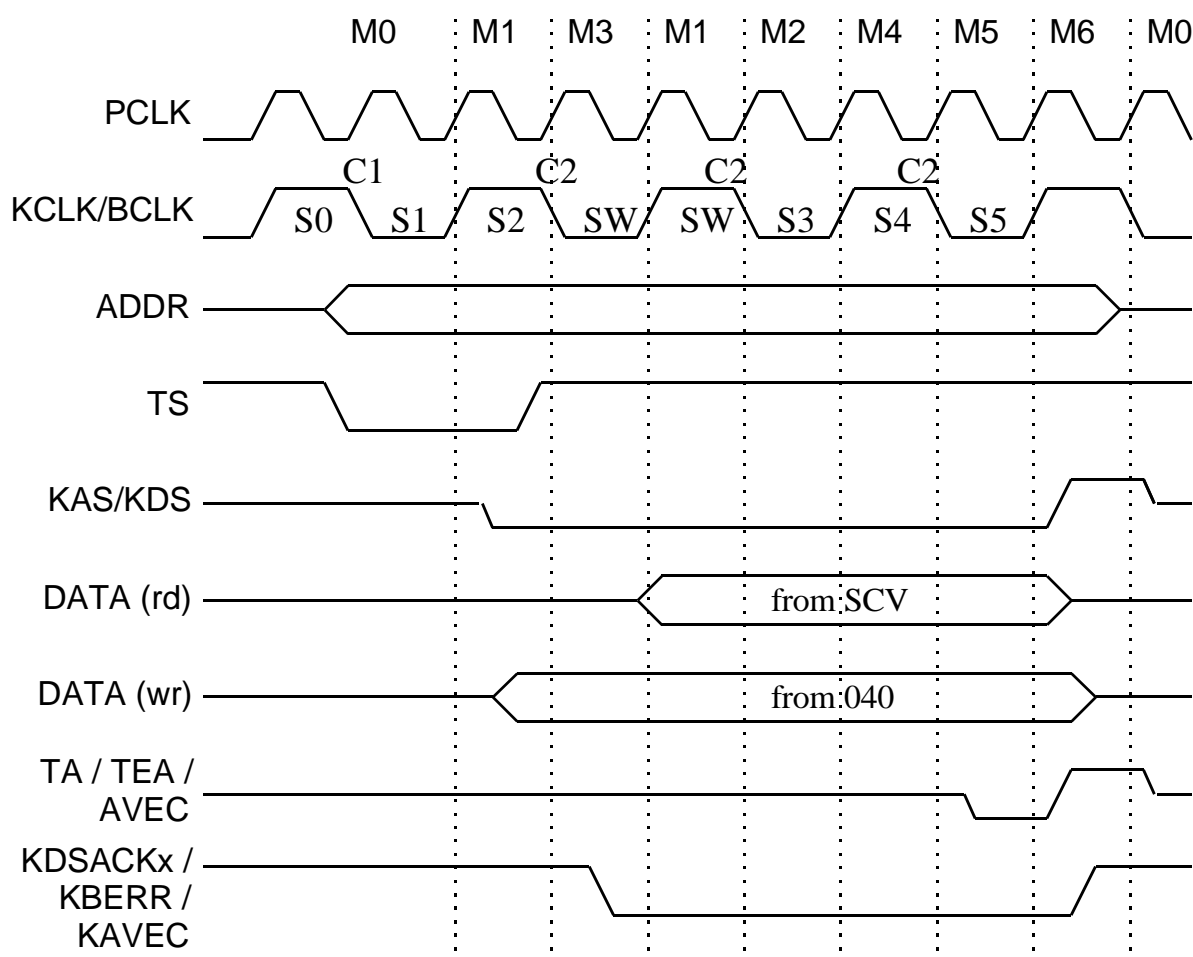 M0 M1 M3 M1 M2 M4 M5 M6 M0
PCLK
C1 C2 C2 C2
KCLK/BCLK S0 S1 S2 SW SW S3 S4 S5
ADDR
TS
KAS/KDS
DATA (rd) from SCV
DATA (wr) from 040
TA / TEA /
AVEC
KDSACKx /
KBERR /
KAVEC